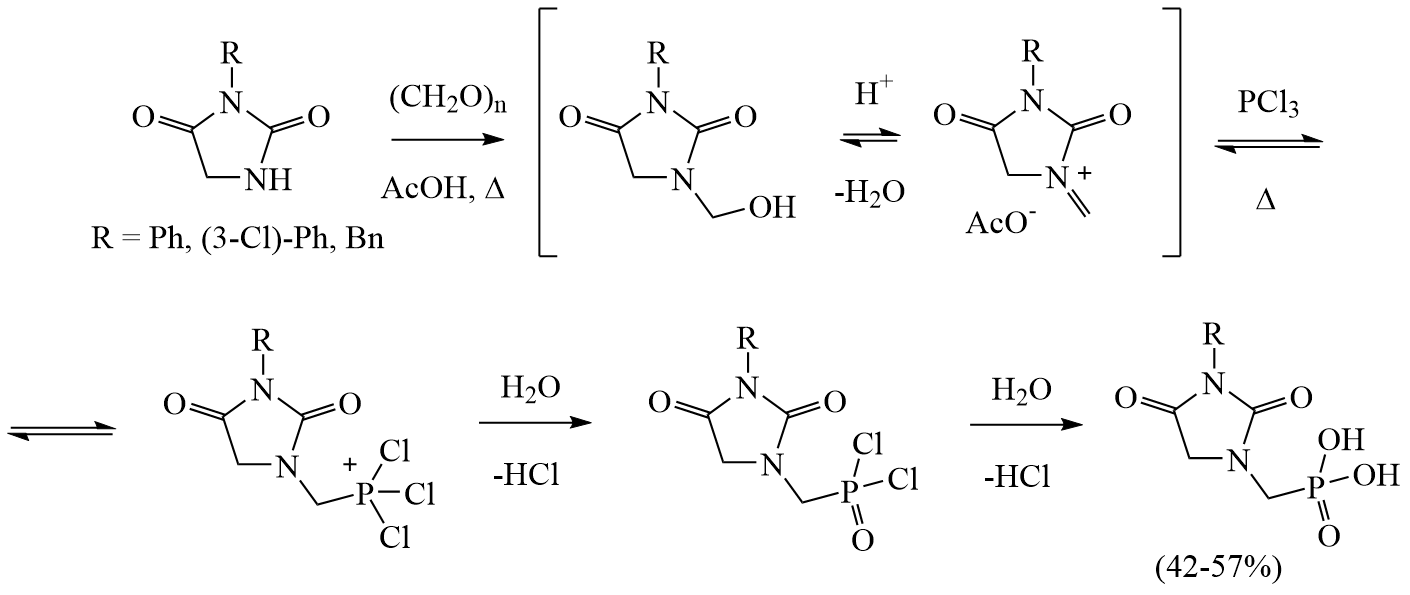 R
O
N
O
NH
R = Ph, (3-Cl)-Ph, Bn
(CH₂O)ₙ
AcOH, Δ
R
O
N
O
N
OH
H⁺
-H₂O
R
O
N
O
N⁺
AcO⁻
PCl₃
Δ
R
O
N
O
N
+
P
Cl
Cl
Cl
H₂O
-HCl
R
O
N
O
N
Cl
P
Cl
O
H₂O
-HCl
R
O
N
O
N
OH
P
OH
O
(42-57%)